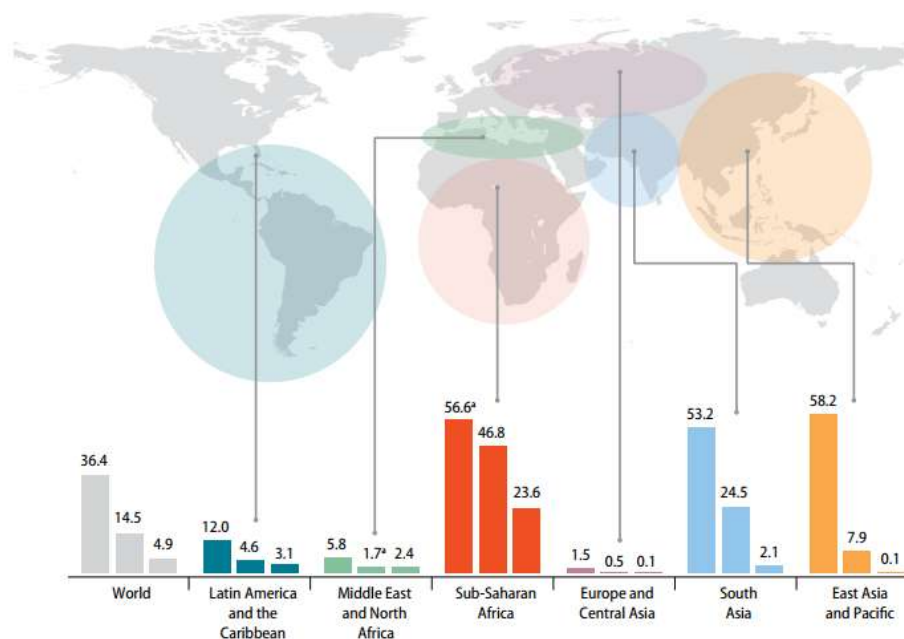 56.6ᵃ
58.2
53.2
46.8
36.4
24.5
23.6
14.5
12.0
7.9
4.9
4.6
3.1
5.8
1.7ᵃ
2.4
1.5
0.5
0.1
2.1
0.1
World
Latin America
and the
Caribbean
Middle East
and North
Africa
Sub-Saharan
Africa
Europe and
Central Asia
South
Asia
East Asia
and Pacific